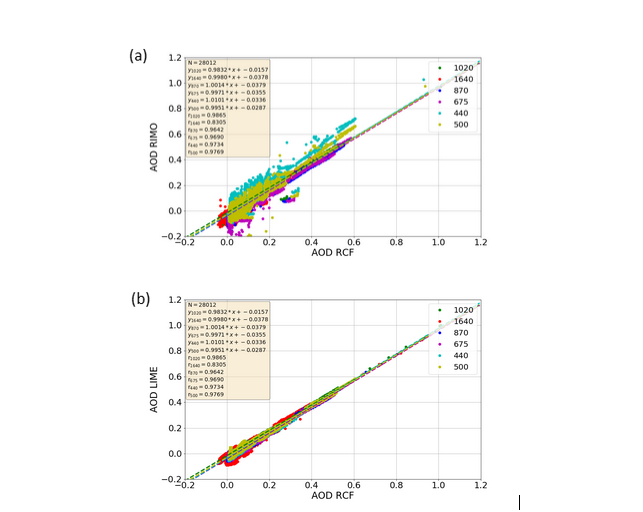 (a)
1.2
1.0
0.8
0.6
0.4
0.2
0.0
−0.2
AOD RIMO
N = 28012
y1020 = 0.9832 * x + −0.0157
y1640 = 0.9980 * x + −0.0378
y870 = 1.0014 * x + −0.0379
y675 = 0.9971 * x + −0.0355
y440 = 1.0101 * x + −0.0336
y500 = 0.9951 * x + −0.0287
r1020 = 0.9865
r1640 = 0.8305
r870 = 0.9642
r675 = 0.9690
r440 = 0.9734
r500 = 0.9769
1020
1640
870
675
440
500
−0.2 0.0 0.2 0.4 0.6 0.8 1.0 1.2
AOD RCF
(b)
1.2
1.0
0.8
0.6
0.4
0.2
0.0
−0.2
AOD LIME
N = 28012
y1020 = 0.9832 * x + −0.0157
y1640 = 0.9980 * x + −0.0378
y870 = 1.0014 * x + −0.0379
y675 = 0.9971 * x + −0.0355
y440 = 1.0101 * x + −0.0336
y500 = 0.9951 * x + −0.0287
r1020 = 0.9865
r1640 = 0.8305
r870 = 0.9642
r675 = 0.9690
r440 = 0.9734
r500 = 0.9769
1020
1640
870
675
440
500
−0.2 0.0 0.2 0.4 0.6 0.8 1.0 1.2
AOD RCF